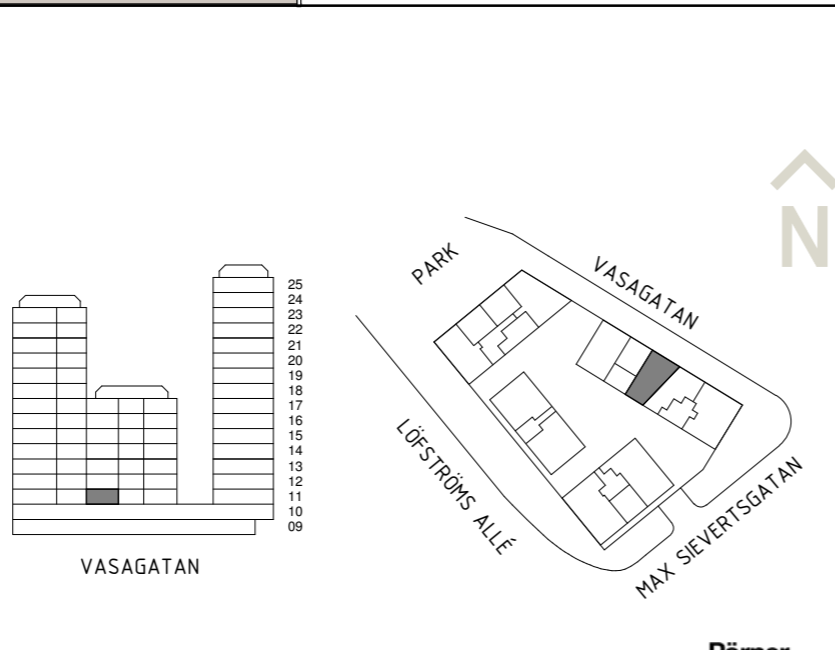 N
PARK
VASAGATAN
25
24
23
22
21
20
19
18
17
16
15
14
13
12
11
10
09
LÖFSTRÖMS ALLÉ
MAX SIEVERTSGATAN
VASAGATAN